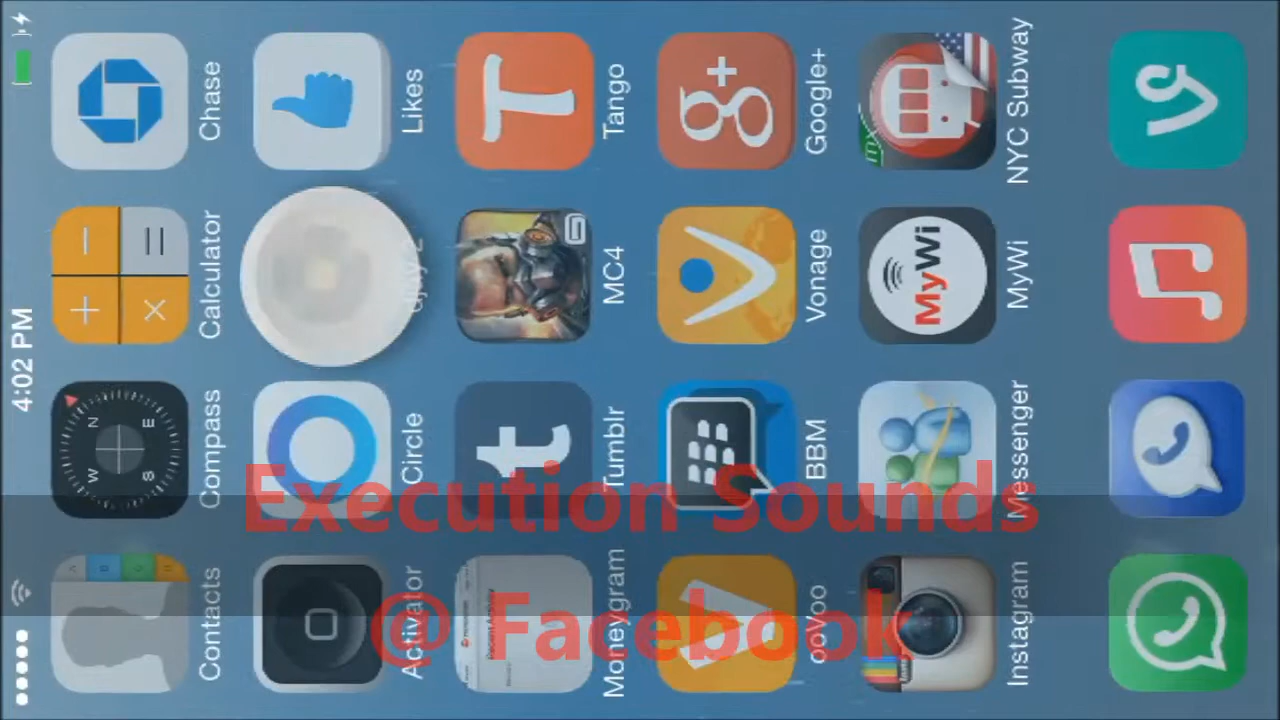 4:02 PM
Contacts
Compass
Calculator
Chase
Activator
Circle
Likes
Moneygram
Tumblr
MC4
Tango
ooVoo
BBM
Vonage
Google+
Instagram
Messenger
MyWi
MyWi
NYC Subway
Execution Sounds
@ Facebook